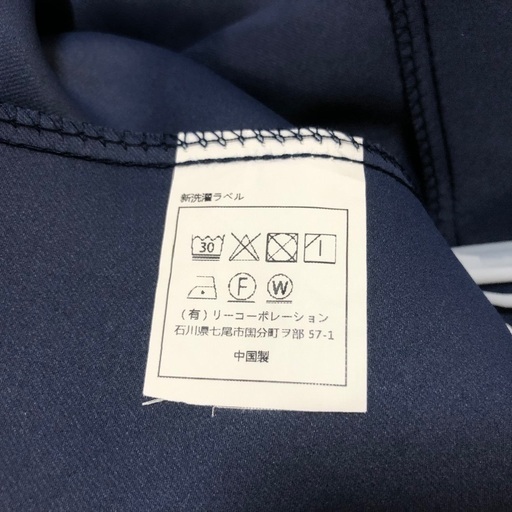 新洗濯ラベル
30
F W
(有)リーコーポレーション
石川県七尾市国分町ヲ部 57-1
中国製